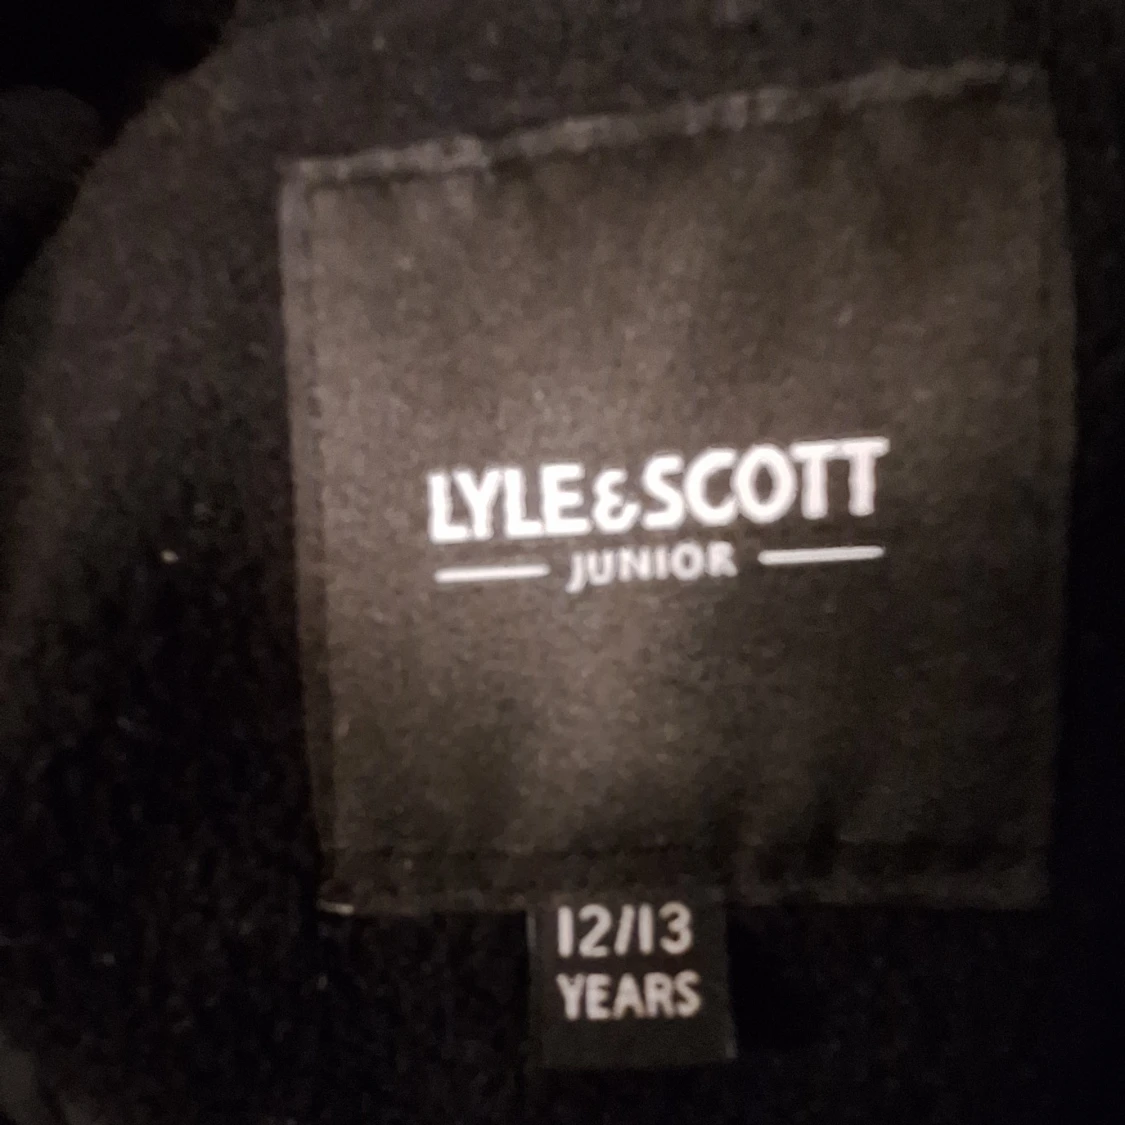 LYLE&SCOTT
JUNIOR
12/13
YEARS